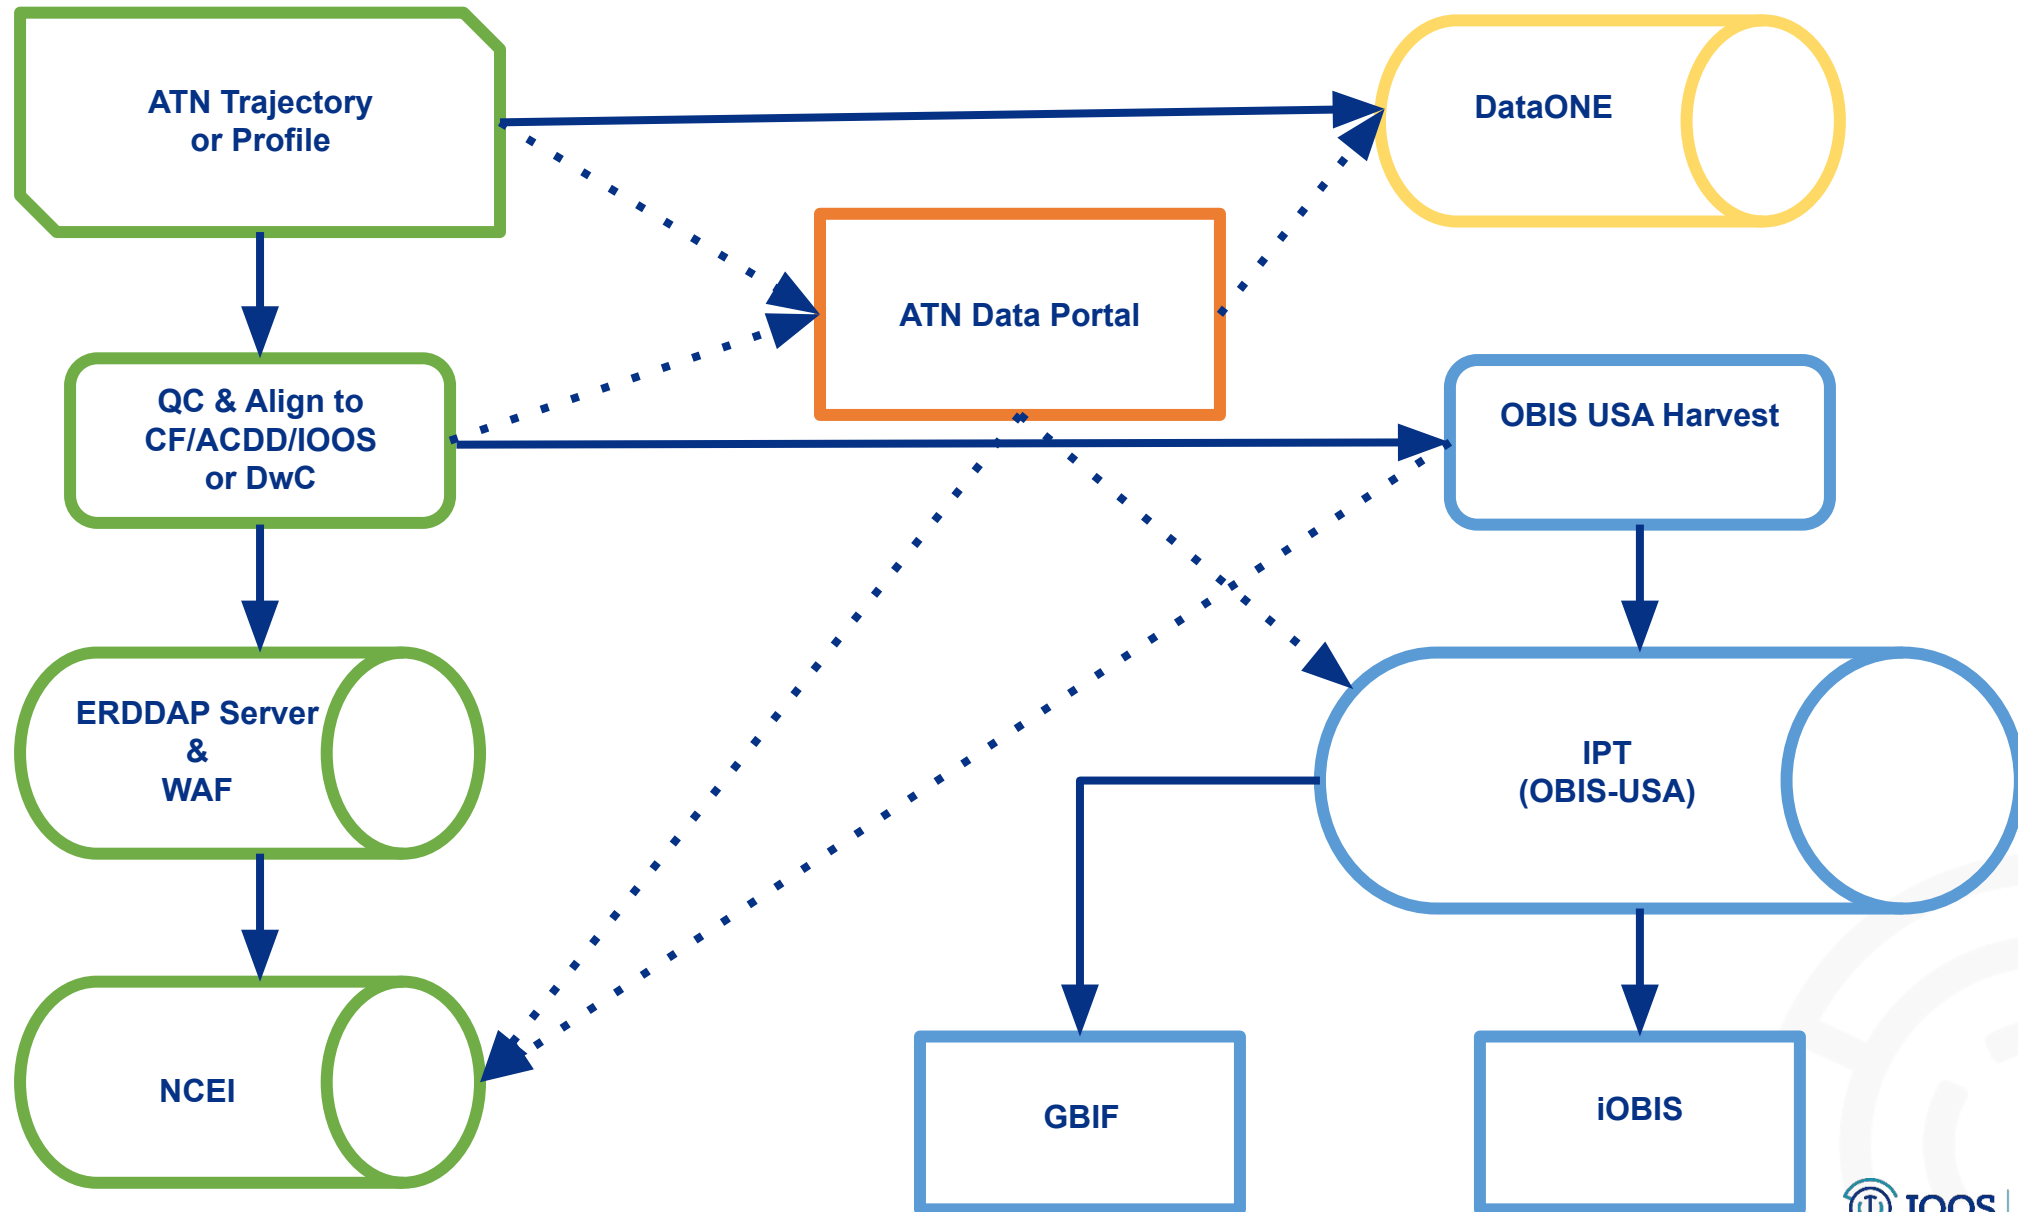 ATN Trajectory
or Profile
DataONE
ATN Data Portal
QC & Align to
CF/ACDD/IOOS
or DwC
OBIS USA Harvest
ERDDAP Server
&
WAF
IPT
(OBIS-USA)
NCEI
GBIF
iOBIS
IOOS